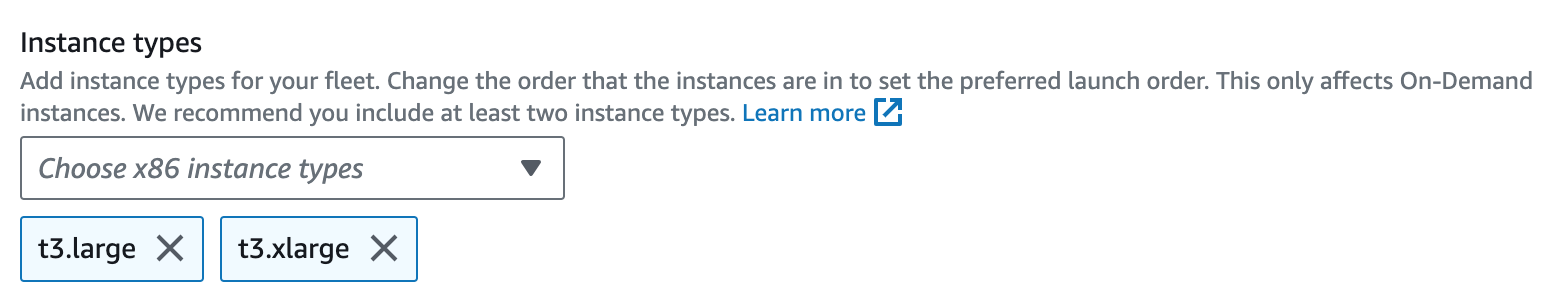 Instance types
Add instance types for your fleet. Change the order that the instances are in to set the preferred launch order. This only affects On-Demand
instances. We recommend you include at least two instance types. Learn more
Choose x86 instance types
t3.large t3.xlarge